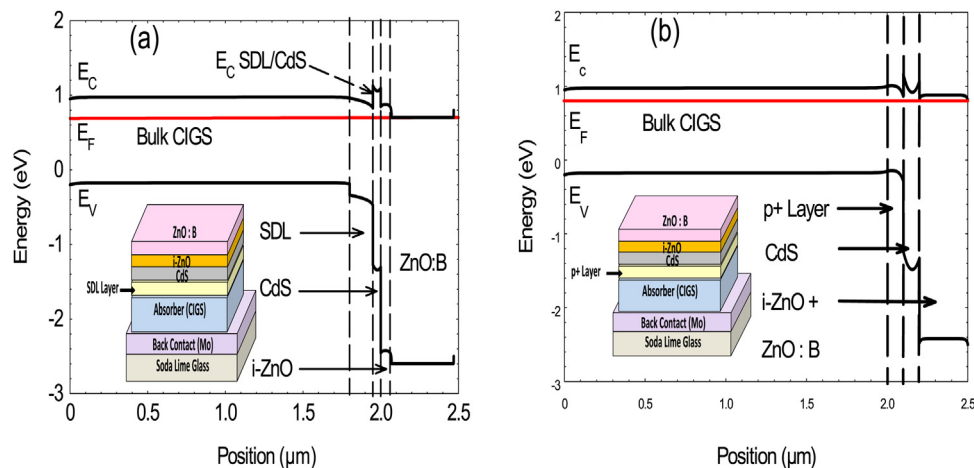 (a)
2
1
0
-1
-2
-3
Energy (eV)
E_C
E_C SDL/CdS
E_F
Bulk CIGS
E_V
SDL
ZnO:B
CdS
i-ZnO
ZnO : B
i-ZnO
CdS
SDL Layer
Absorber (CIGS)
Back Contact (Mo)
Soda Lime Glass
0 0.5 1.0 1.5 2.0 2.5
Position (µm)
(b)
2
1
0
-1
-2
-3
Energy (eV)
E_c
E_F
Bulk CIGS
E_V
p+ Layer
CdS
i-ZnO +
ZnO : B
ZnO : B
i-ZnO
CdS
p+ Layer
Absorber (CIGS)
Back Contact (Mo)
Soda Lime Glass
0 0.5 1.0 1.5 2.0 2.5
Position (µm)